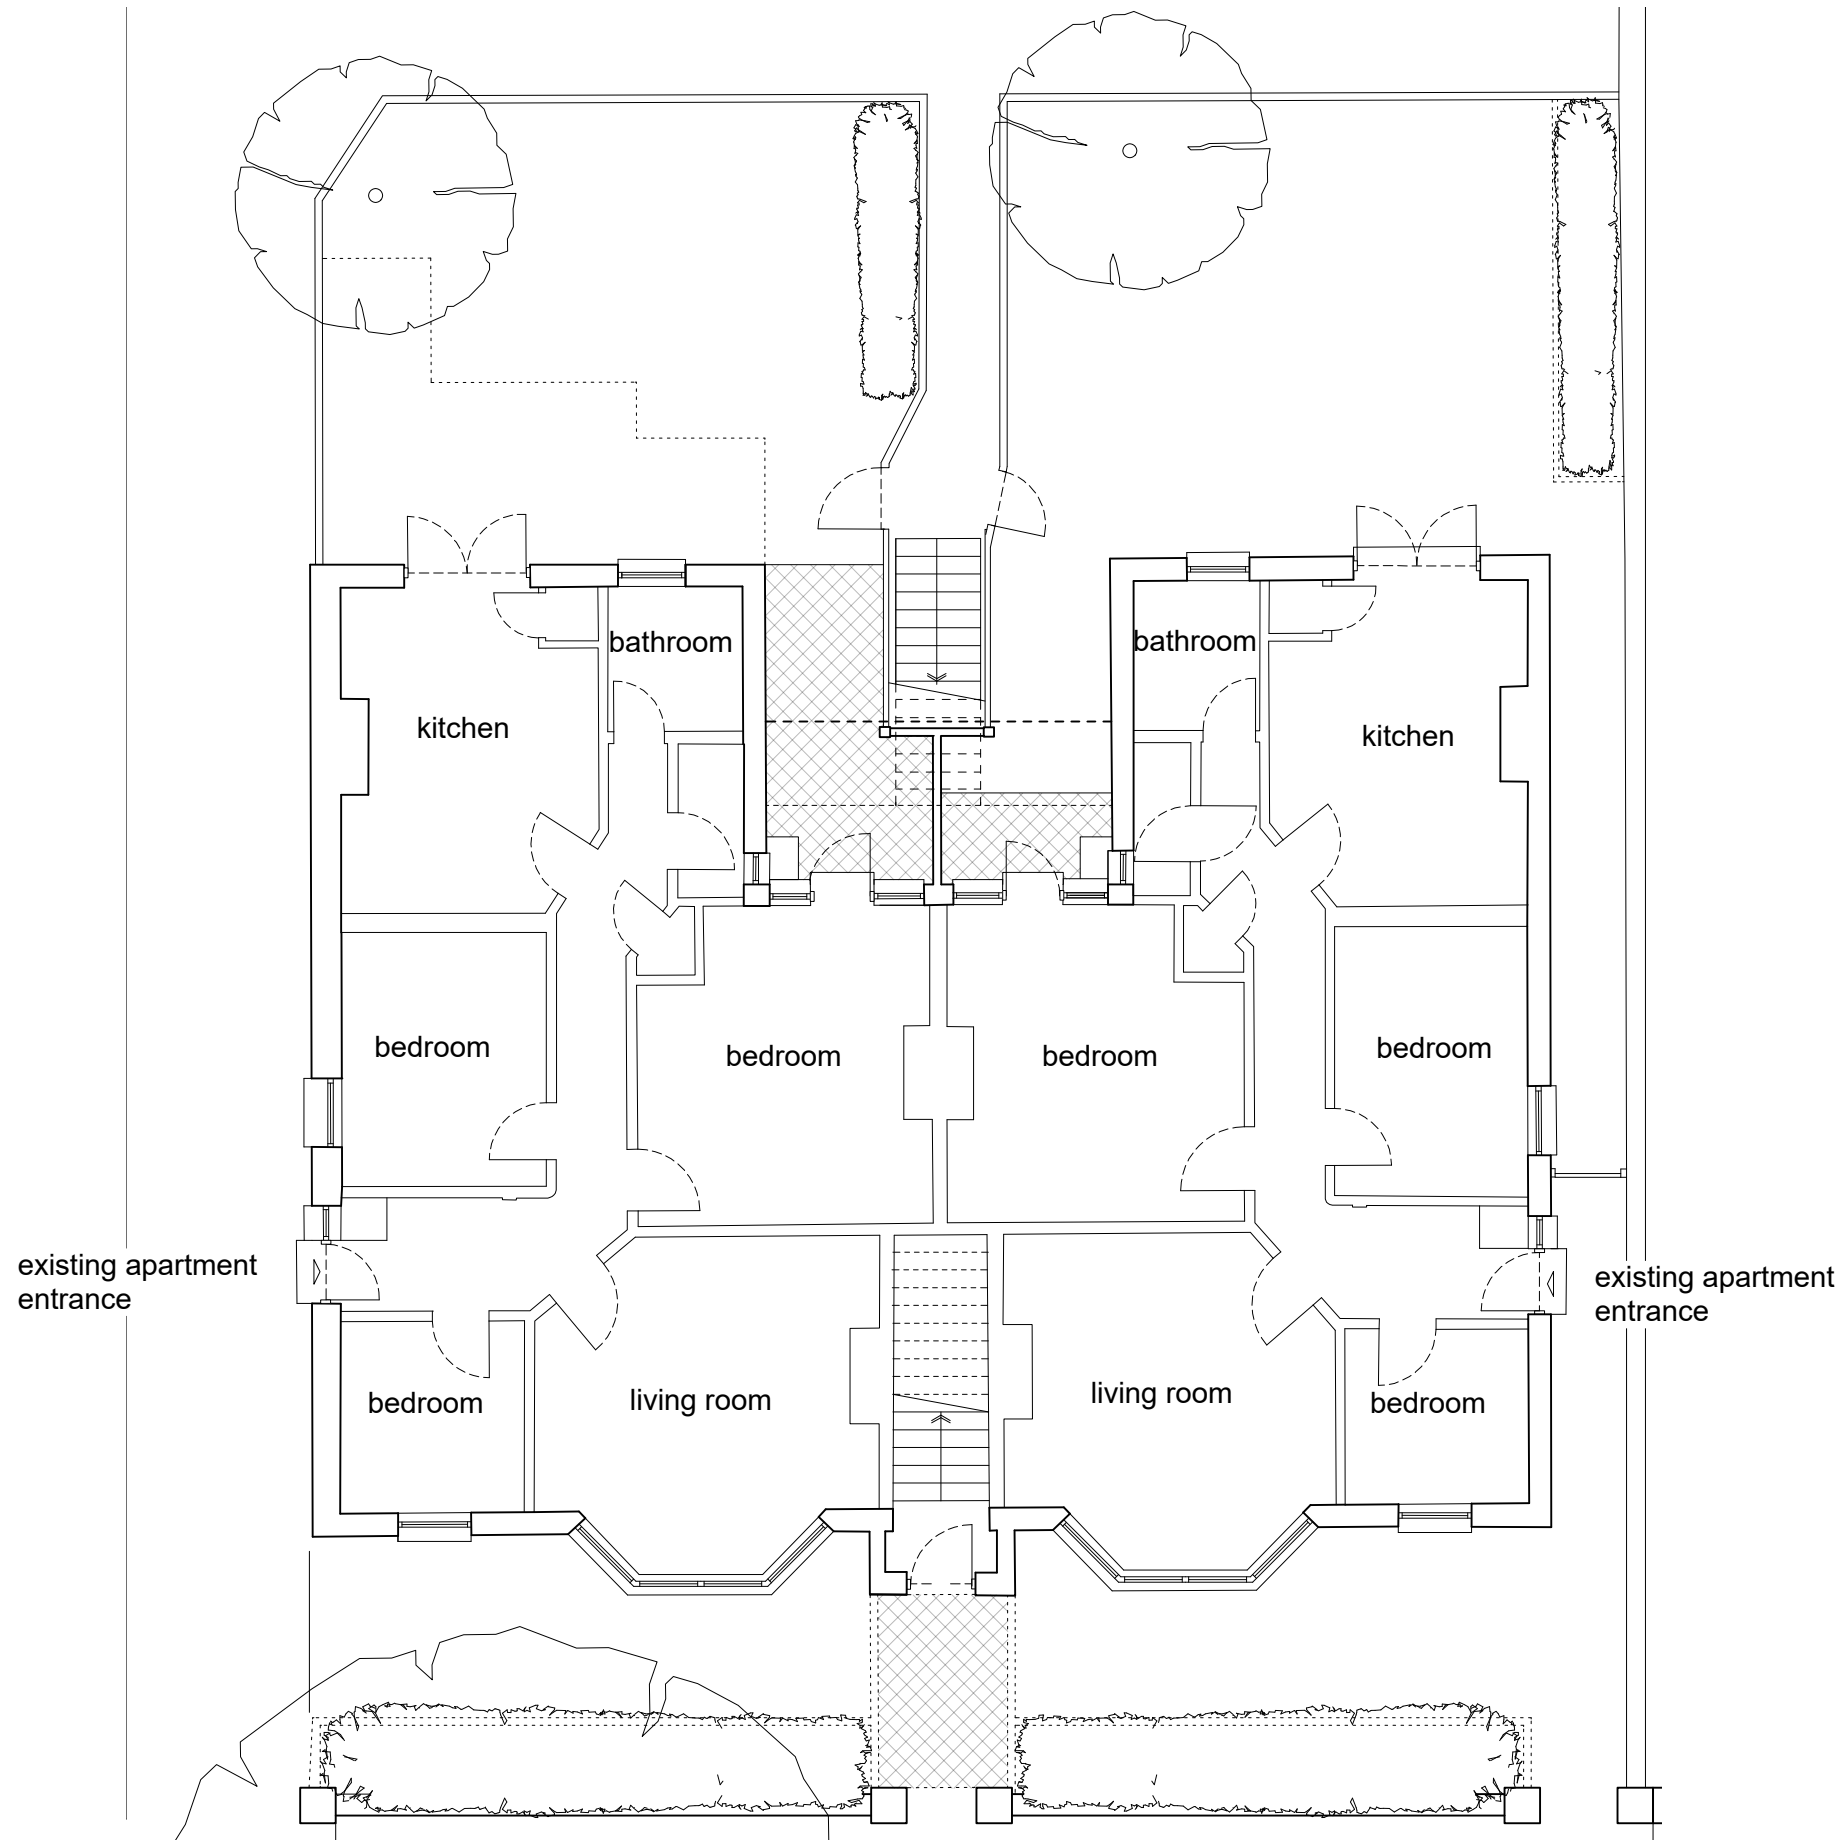 bathroom
bathroom
kitchen
kitchen
bedroom
bedroom
bedroom
bedroom
existing apartment
entrance
existing apartment
entrance
bedroom
living room
living room
bedroom